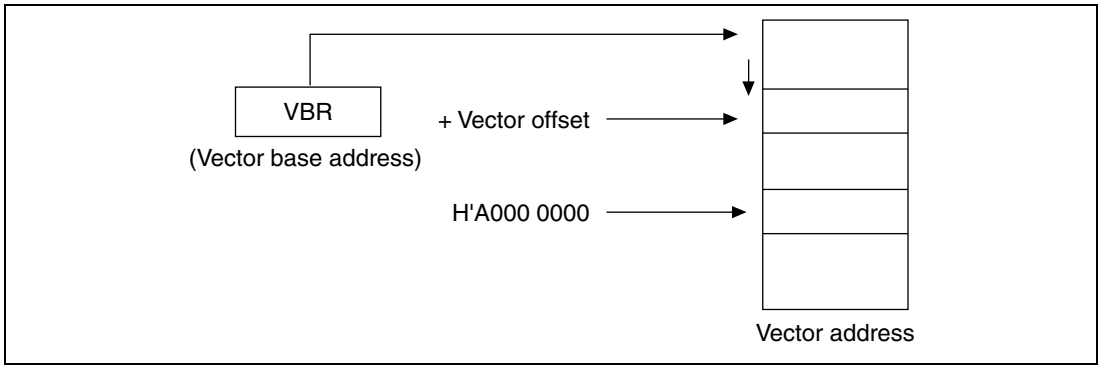 VBR
(Vector base address)
+ Vector offset
H'A000 0000
Vector address